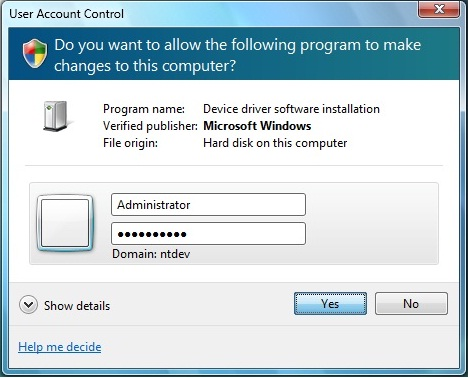 User Account Control
Do you want to allow the following program to make
changes to this computer?
Program name: Device driver software installation
Verified publisher: Microsoft Windows
File origin: Hard disk on this computer
Administrator
●●●●●●●●●●
Domain: ntdev
Show details
Yes
No
Help me decide